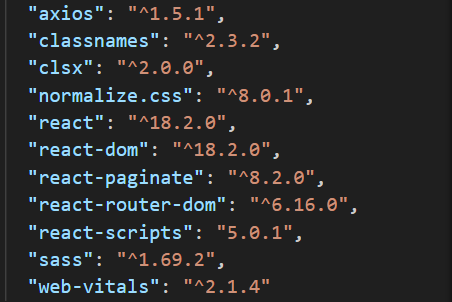 "axios": "^1.5.1",
"classnames": "^2.3.2",
"clsx": "^2.0.0",
"normalize.css": "^8.0.1",
"react": "^18.2.0",
"react-dom": "^18.2.0",
"react-paginate": "^8.2.0",
"react-router-dom": "^6.16.0",
"react-scripts": "5.0.1",
"sass": "^1.69.2",
"web-vitals": "^2.1.4"